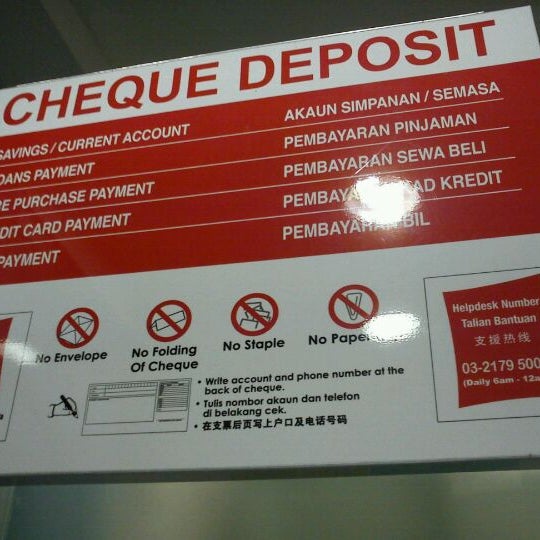 CHEQUE DEPOSIT
SAVINGS / CURRENT ACCOUNT
AKAUN SIMPANAN / SEMASA
PAYMENT
PEMBAYARAN PINJAMAN
PURCHASE PAYMENT
PEMBAYARAN SEWA BELI
CARD PAYMENT
KREDIT
PAYMENT
PEMBAYARAN BIL
No Envelope
No Folding
Of Cheque
No Staple
No
• Write account and phone number at the
back of cheque.
• Tulis nombor akaun dan telefon
di belakang cek.
• 在支票后页写上户口及电话号码
Helpdesk Number
Talian Bantuan
支援热线
03-2179 500
(Daily 6am - 12a